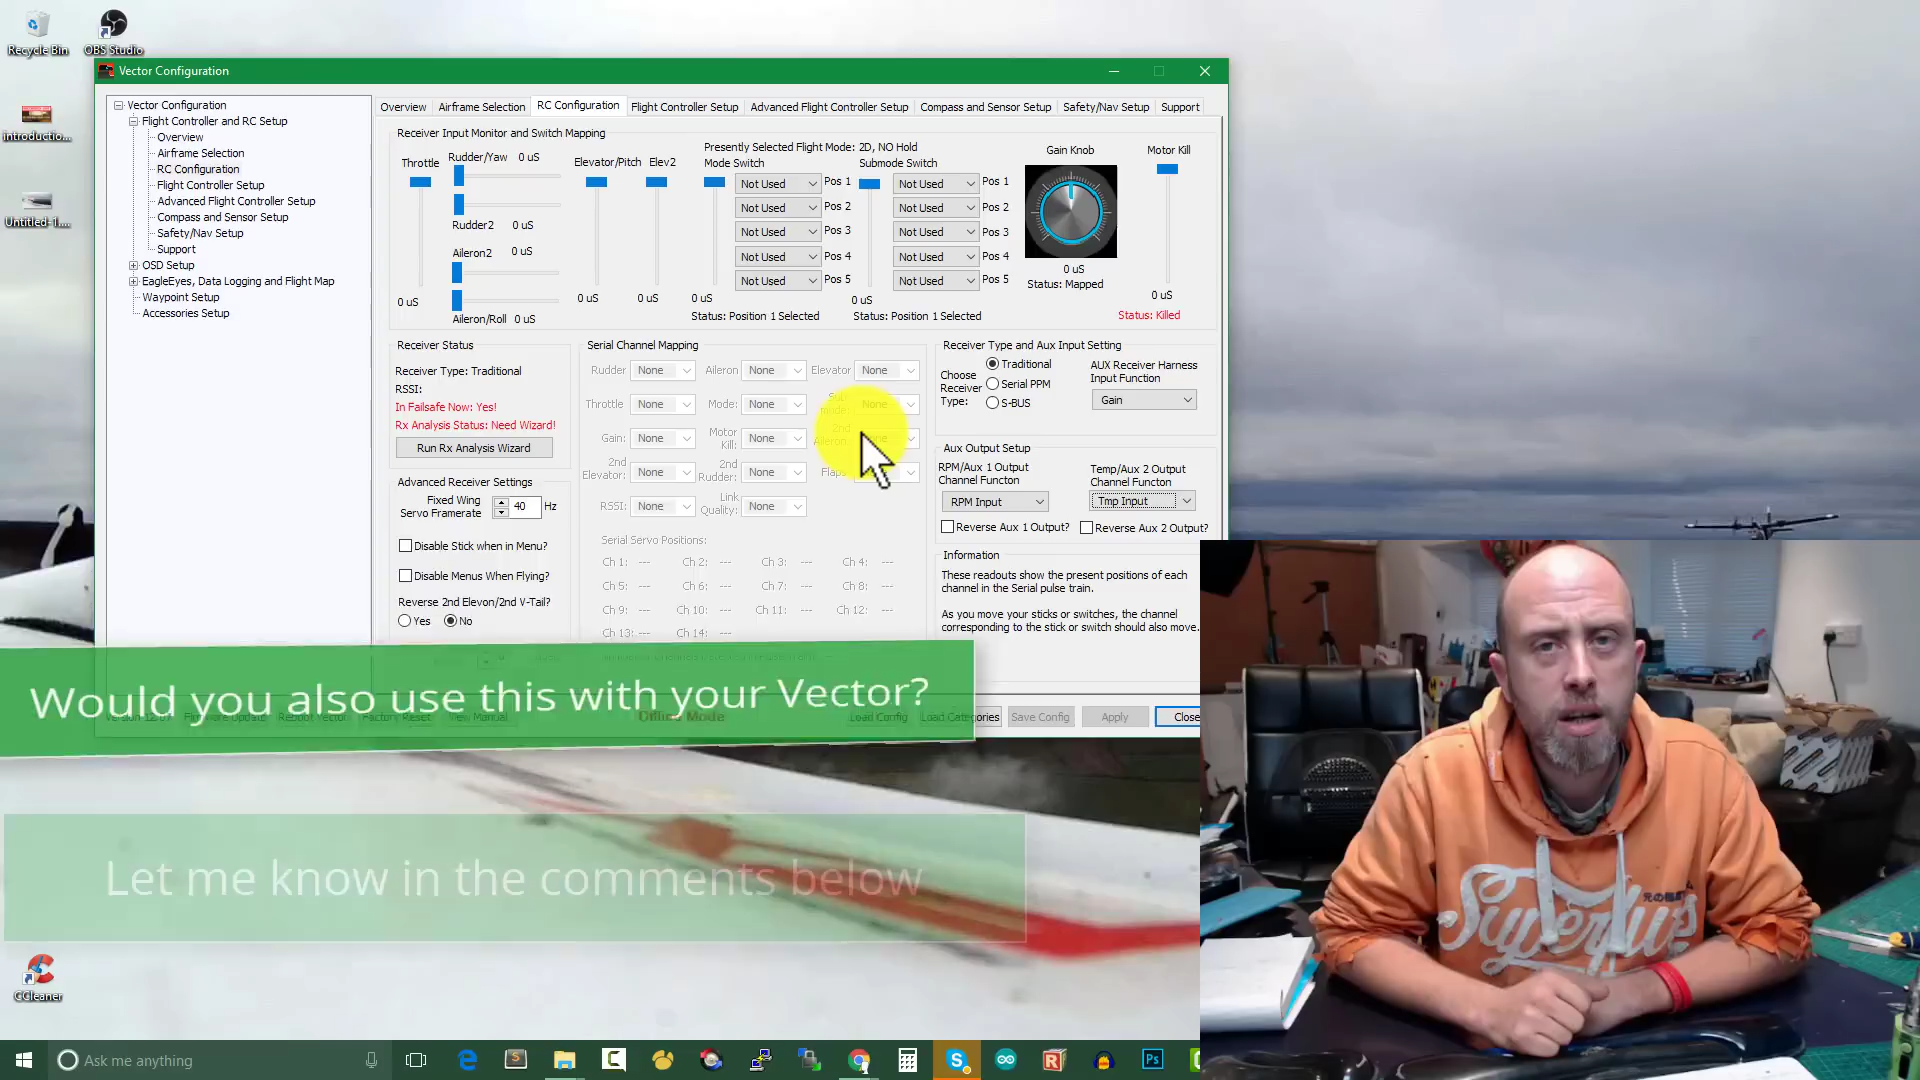 Recycle Bin
OBS Studio
introductio...
Untitled-1....
CCleaner
Vector Configuration
Vector Configuration
Flight Controller and RC Setup
Overview
Airframe Selection
RC Configuration
Flight Controller Setup
Advanced Flight Controller Setup
Compass and Sensor Setup
Safety/Nav Setup
Support
OSD Setup
EagleEyes, Data Logging and Flight Map
Waypoint Setup
Accessories Setup
Overview Airframe Selection RC Configuration Flight Controller Setup Advanced Flight Controller Setup Compass and Sensor Setup Safety/Nav Setup Support
Receiver Input Monitor and Switch Mapping
Throttle
0 uS
Rudder/Yaw 0 uS
Rudder2 0 uS
Aileron2 0 uS
Aileron/Roll 0 uS
Elevator/Pitch Elev2
0 uS 0 uS
Presently Selected Flight Mode: 2D, NO Hold
Mode Switch
Not Used Pos 1
Not Used Pos 2
Not Used Pos 3
Not Used Pos 4
Not Used Pos 5
0 uS
Status: Position 1 Selected
Submode Switch
Not Used Pos 1
Not Used Pos 2
Not Used Pos 3
Not Used Pos 4
Not Used Pos 5
0 uS
Status: Position 1 Selected
Gain Knob
0 uS
Status: Mapped
Motor Kill
0 uS
Status: Killed
Receiver Status
Receiver Type: Traditional
RSSI:
In Failsafe Now: Yes!
Rx Analysis Status: Need Wizard!
Run Rx Analysis Wizard
Advanced Receiver Settings
Fixed Wing
Servo Framerate 40 Hz
Disable Stick when in Menu?
Disable Menus When Flying?
Reverse 2nd Elevon/2nd V-Tail?
Yes No
Serial Channel Mapping
Rudder None Aileron None Elevator None
Throttle None Mode: None Sub mode: None
Gain: None Motor Kill: None 2nd Aileron: None
2nd Elevator: None 2nd Rudder: None Flaps
RSSI: None Link Quality: None
Serial Servo Positions:
Ch 1: --- Ch 2: --- Ch 3: --- Ch 4: ---
Ch 5: --- Ch 6: --- Ch 7: --- Ch 8: ---
Ch 9: --- Ch 10: --- Ch 11: --- Ch 12: ---
Ch 13: --- Ch 14: ---
Receiver Type and Aux Input Setting
Choose
Receiver
Type:
Traditional
Serial PPM
S-BUS
AUX Receiver Harness
Input Function
Gain
Aux Output Setup
RPM/Aux 1 Output
Channel Functon
RPM Input
Reverse Aux 1 Output?
Temp/Aux 2 Output
Channel Functon
Tmp Input
Reverse Aux 2 Output?
Information
These readouts show the present positions of each
channel in the Serial pulse train.
As you move your sticks or switches, the channel
corresponding to the stick or switch should also move.
Would you also use this with your Vector?
Firmware Update Reboot Vector Factory Reset View Manual Offline Mode Load Config Load Categories Save Config Apply Close
Let me know in the comments below
Superdry
Ask me anything